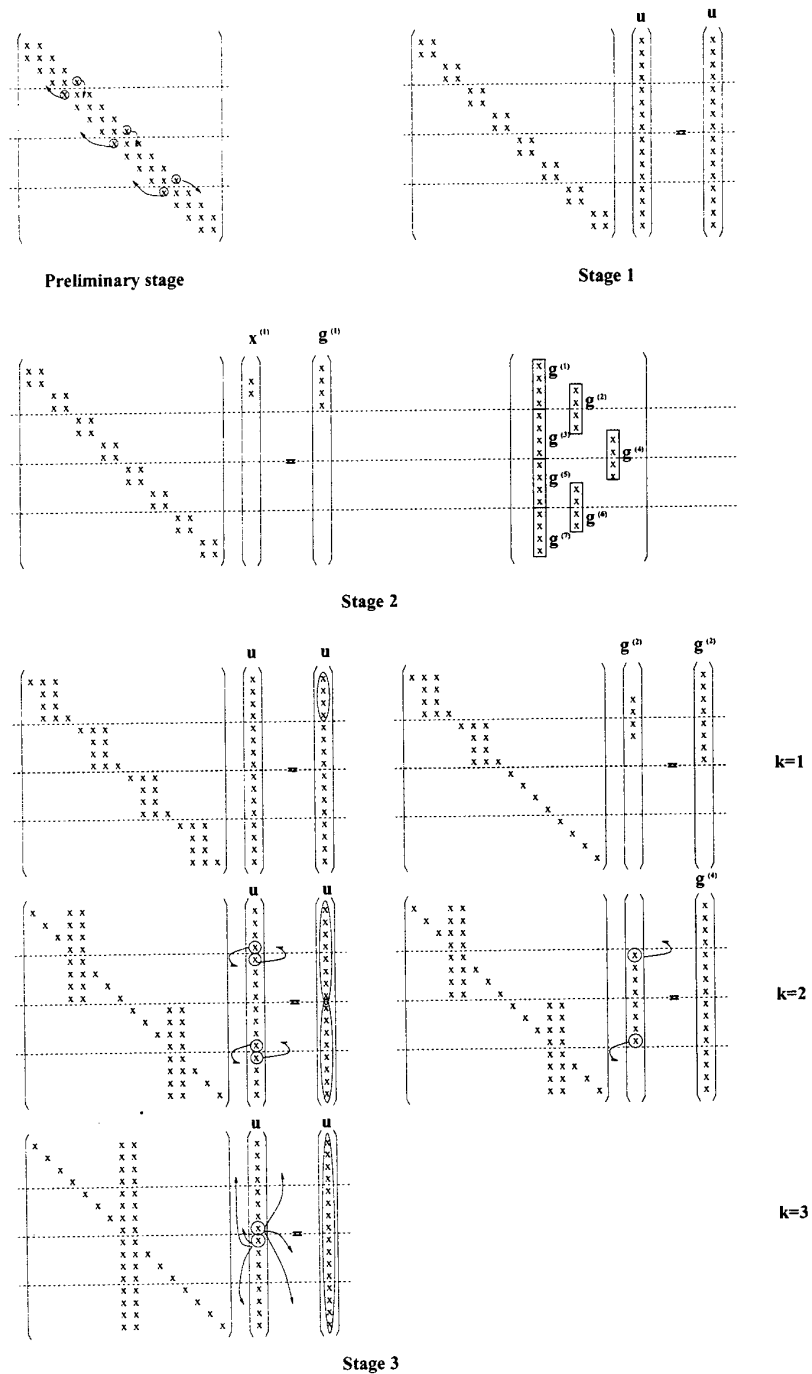 u u
Preliminary stage
Stage 1
=
x (1) g (1)
g (1)
g (2)
g (3)
g (4)
g (5)
g (6)
g (7)
=
Stage 2
u u g (2) g (2)
= = k=1
u u g (4)
= = k=2
u u
= k=3
Stage 3